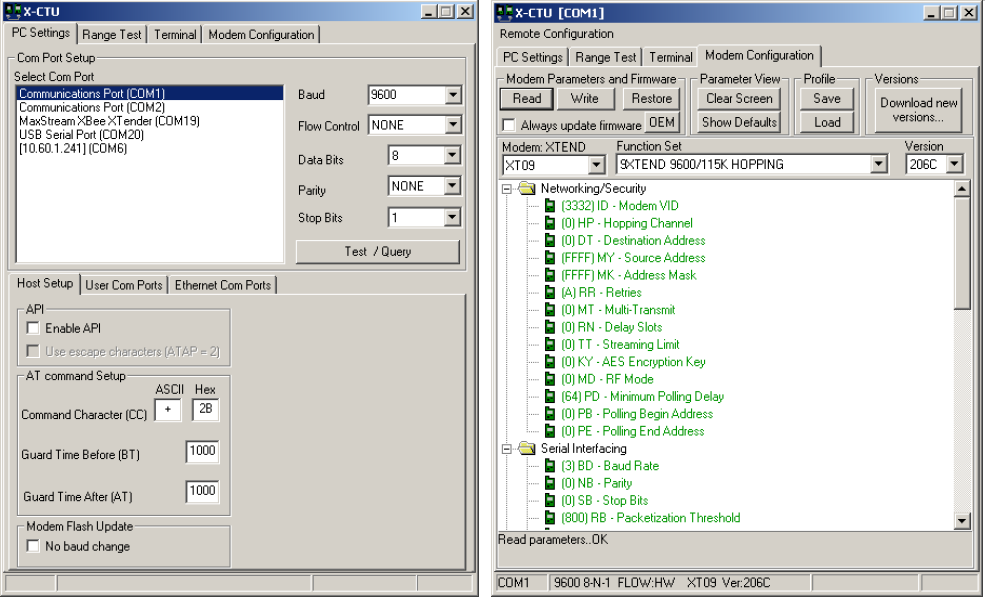 X-CTU
PC Settings Range Test Terminal Modem Configuration
Com Port Setup
Select Com Port
Communications Port (COM1)
Communications Port (COM2)
MaxStream XBee XTender (COM19)
USB Serial Port (COM20)
[10.60.1.241] (COM6)
Baud 9600
Flow Control NONE
Data Bits 8
Parity NONE
Stop Bits 1
Test / Query
Host Setup User Com Ports Ethernet Com Ports
API
Enable API
Use escape characters (ATAP = 2)
AT command Setup
ASCII Hex
Command Character (CC) + 2B
Guard Time Before (BT) 1000
Guard Time After (AT) 1000
Modem Flash Update
No baud change
X-CTU [COM1]
Remote Configuration
PC Settings Range Test Terminal Modem Configuration
Modem Parameters and Firmware Parameter View Profile Versions
Read Write Restore Clear Screen Save Download new versions...
Always update firmware OEM Show Defaults Load
Modem: XTEND Function Set Version
XT09 9XTEND 9600/115K HOPPING 206C
Networking/Security
(3332) ID - Modem VID
(0) HP - Hopping Channel
(0) DT - Destination Address
(FFFF) MY - Source Address
(FFFF) MK - Address Mask
(A) RR - Retries
(0) MT - Multi-Transmit
(0) RN - Delay Slots
(0) TT - Streaming Limit
(0) KY - AES Encryption Key
(0) MD - RF Mode
(64) PD - Minimum Polling Delay
(0) PB - Polling Begin Address
(0) PE - Polling End Address
Serial Interfacing
(3) BD - Baud Rate
(0) NB - Parity
(0) SB - Stop Bits
(800) RB - Packetization Threshold
Read parameters..OK
COM1 9600 8-N-1 FLOW:HW XT09 Ver:206C